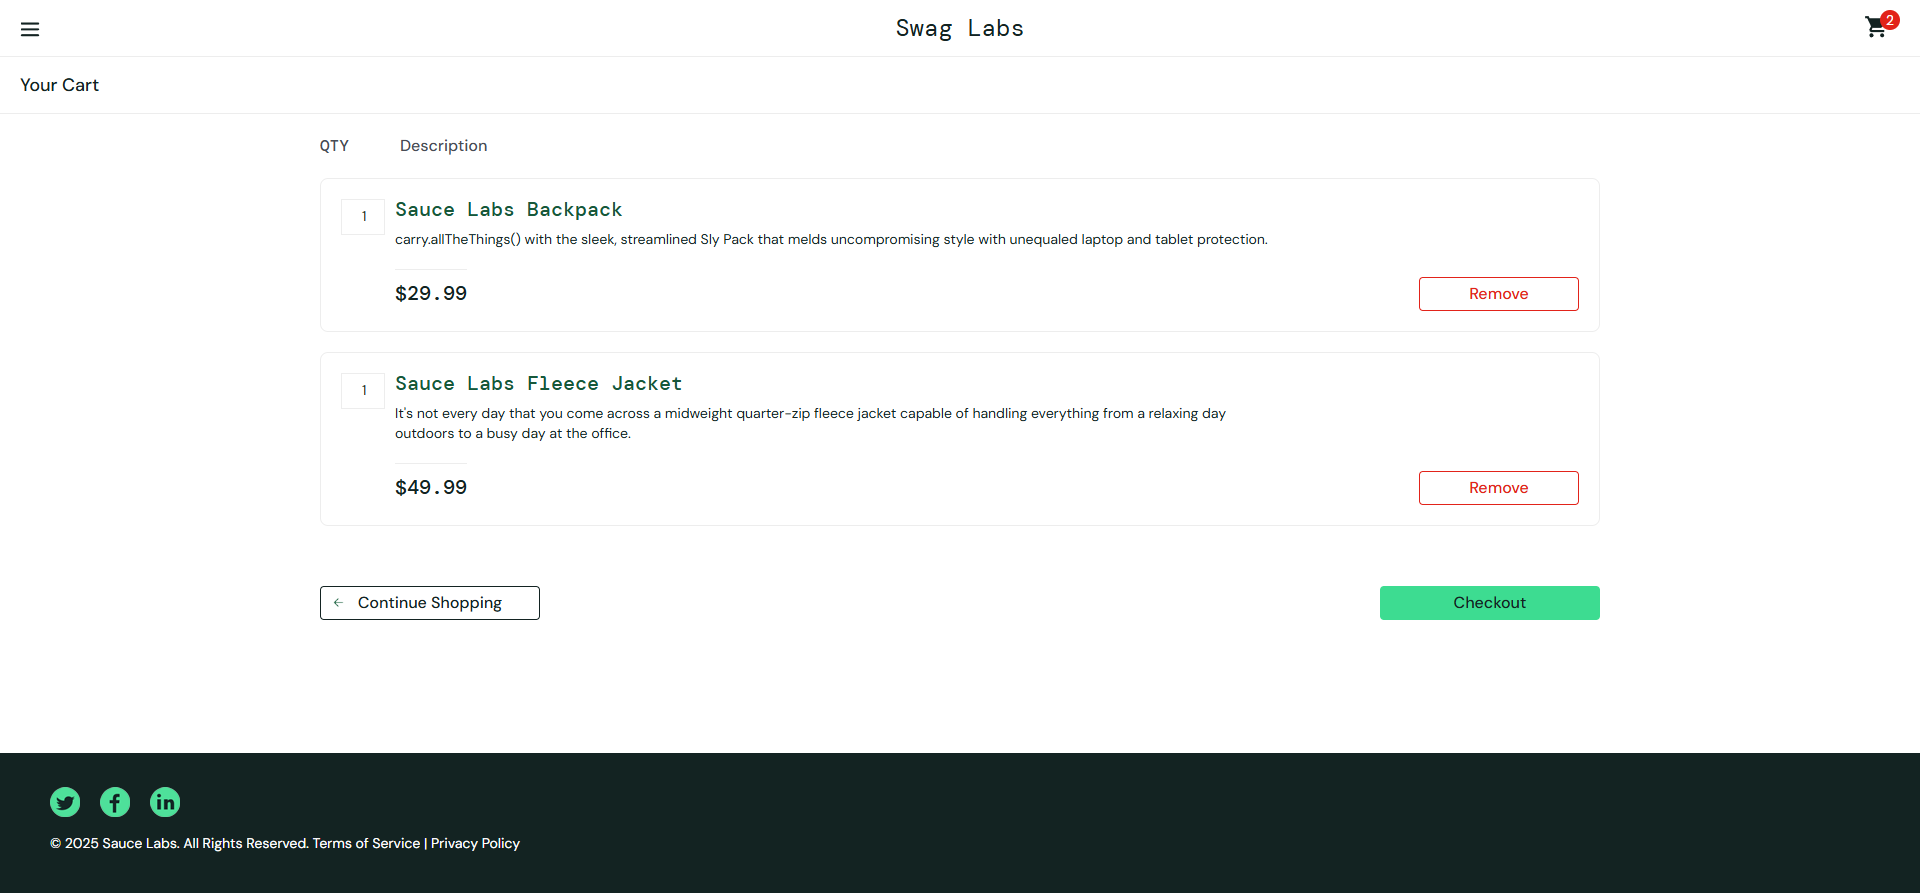 Swag Labs
2
Your Cart
QTY Description
1
Sauce Labs Backpack
carry.allTheThings() with the sleek, streamlined Sly Pack that melds uncompromising style with unequaled laptop and tablet protection.
$29.99
Remove
1
Sauce Labs Fleece Jacket
It's not every day that you come across a midweight quarter-zip fleece jacket capable of handling everything from a relaxing day
outdoors to a busy day at the office.
$49.99
Remove
Continue Shopping
Checkout
© 2025 Sauce Labs. All Rights Reserved. Terms of Service | Privacy Policy